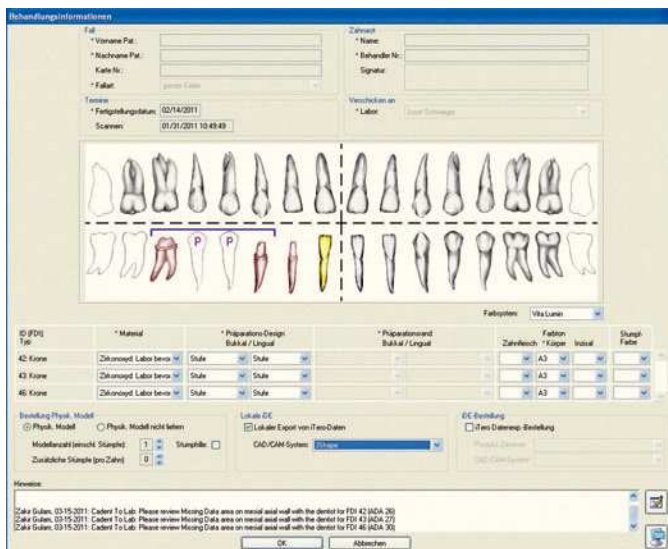 Behandlungsinformationen
Fall
* Vorname Pat.:
* Nachname Pat.:
Karte Nr.:
* Fallart:
Zahnarzt
* Name:
* Behandler Nr.:
Signatur:
Termine
* Fertigstellungsdatum: 02/14/2011
Scannen: 01/31/2011 10:49:49
Verschicken an
* Labor:
P P
Farbsystem: Vita Lumin
ID (FDI) Typ * Material * Präparations-Design Bukkal / Lingual * Präparationsrand Bukkal / Lingual Farbton Zahnfleisch * Körper Inzisal Stumpf-Farbe
42: Krone Zirkonoxyd: Labor bevor Stufe Stufe A3
43: Krone Zirkonoxyd: Labor bevor Stufe Stufe A3
46: Krone Zirkonoxyd: Labor bevor Stufe Stufe A3
Bestellung Physik. Modell
Physik. Modell Physik. Modell nicht liefern
Modellanzahl (einschl. Stümpfe): 1 Stumpfhilfe:
Zusätzliche Stümpfe (pro Zahn) 0
Lokale iDE
Lokaler Export von iTero-Daten
CAD/CAM-System: 3Shape
iDE-Bestellung
iTero Datenexp.-Bestellung
CAD/CAM-System:
Hinweise:
Zakir Gulam, 03-15-2011: Cadent To Lab: Please review Missing Data area on mesial axial wall with the dentist for FDI 42 (ADA 26)
Zakir Gulam, 03-15-2011: Cadent To Lab: Please review Missing Data area on mesial axial wall with the dentist for FDI 43 (ADA 27)
Zakir Gulam, 03-15-2011: Cadent To Lab: Please review Missing Data area on mesial axial wall with the dentist for FDI 46 (ADA 30)
OK Abbrechen